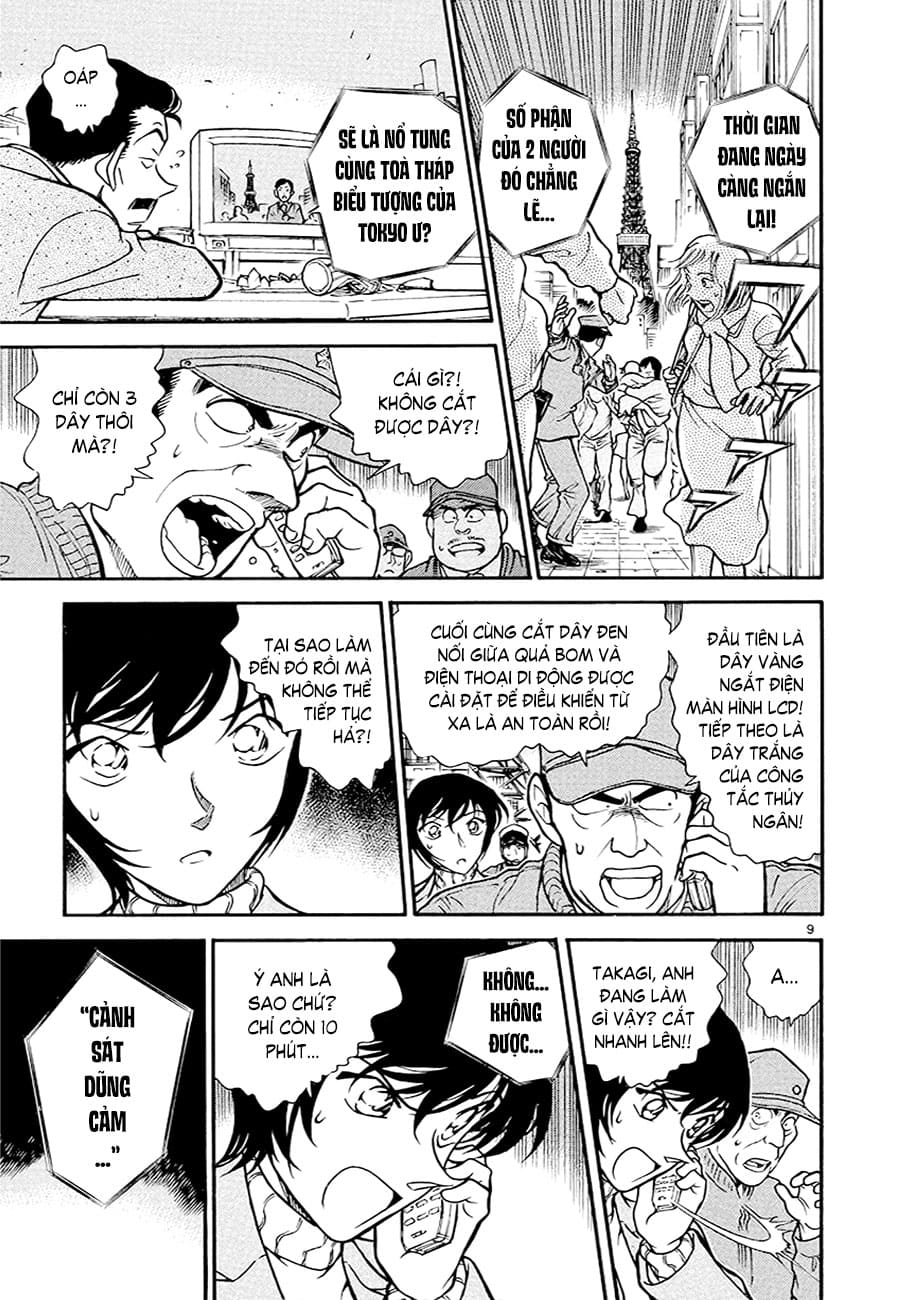 THỜI GIAN
ĐANG NGÀY
CÀNG NGẮN
LẠI!
SỐ PHẬN
CỦA 2 NGƯỜI
ĐÓ CHẲNG
LẼ...
SẼ LÀ NỔ TUNG
CÙNG TOÀ THÁP
BIỂU TƯỢNG CỦA
TOKYO Ư?
OÁP
...
CÁI GÌ?!
KHÔNG CẮT
ĐƯỢC DÂY?!
CHỈ CÒN 3
DÂY THÔI
MÀ?!
ĐẦU TIÊN LÀ
DÂY VÀNG
NGẮT ĐIỆN
MÀN HÌNH LCD!
TIẾP THEO LÀ
DÂY TRẮNG
CỦA CÔNG
TẮC THỦY
NGÂN!
CUỐI CÙNG CẮT DÂY ĐEN
NỐI GIỮA QUẢ BOM VÀ
ĐIỆN THOẠI DI ĐỘNG ĐƯỢC
CÀI ĐẶT ĐỂ ĐIỀU KHIỂN TỪ
XA LÀ AN TOÀN RỒI!
TẠI SAO LÀM
ĐẾN ĐÓ RỒI MÀ
KHÔNG THỂ
TIẾP TỤC
HẢ?!
9
A...
TAKAGI, ANH
ĐANG LÀM
GÌ VẬY? CẮT
NHANH LÊN!!
KHÔNG...
KHÔNG
ĐƯỢC...
Ý ANH LÀ
SAO CHỨ?
CHỈ CÒN 10
PHÚT...
"CẢNH
SÁT
DŨNG
CẢM
..."